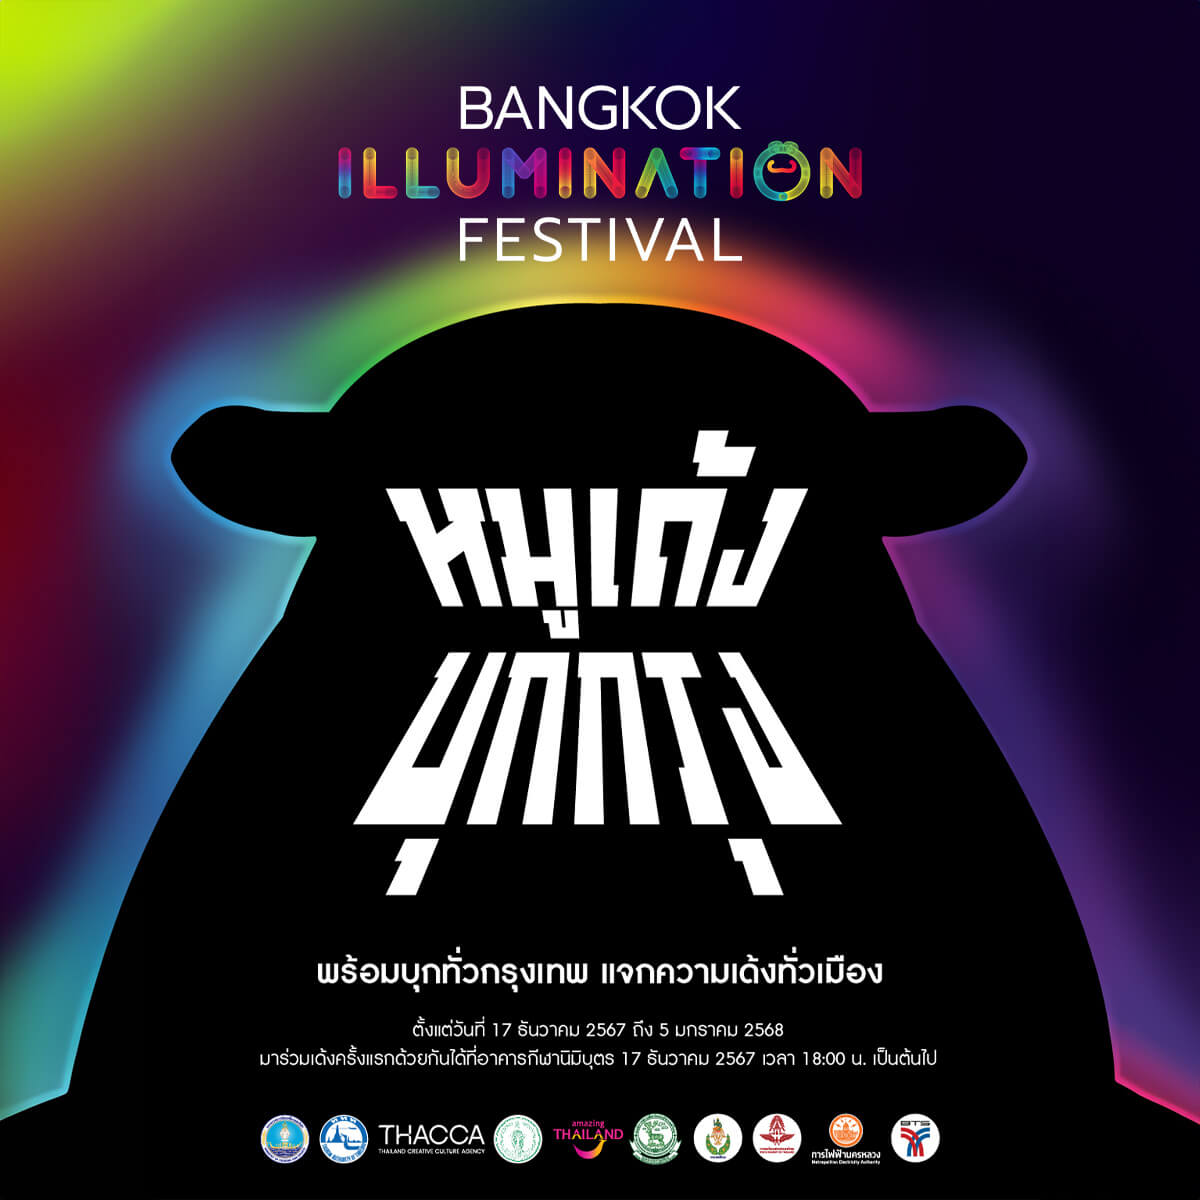 BANGKOK
ILLUMINATION
FESTIVAL
หมูเด้ง
บุกกรุง
พร้อมบุกทั่วกรุงเทพ แจกความเด้งทั่วเมือง
ตั้งแต่วันที่ 17 ธันวาคม 2567 ถึง 5 มกราคม 2568
มาร่วมเด้งครั้งแรกด้วยกันได้ที่อาคารกีฬานิมิบุตร 17 ธันวาคม 2567 เวลา 18:00 น. เป็นต้นไป
THACCA
THAILAND CREATIVE CULTURE AGENCY
amazing
THAILAND
การไฟฟ้านครหลวง
Metropolitan Electricity Authority
BTS